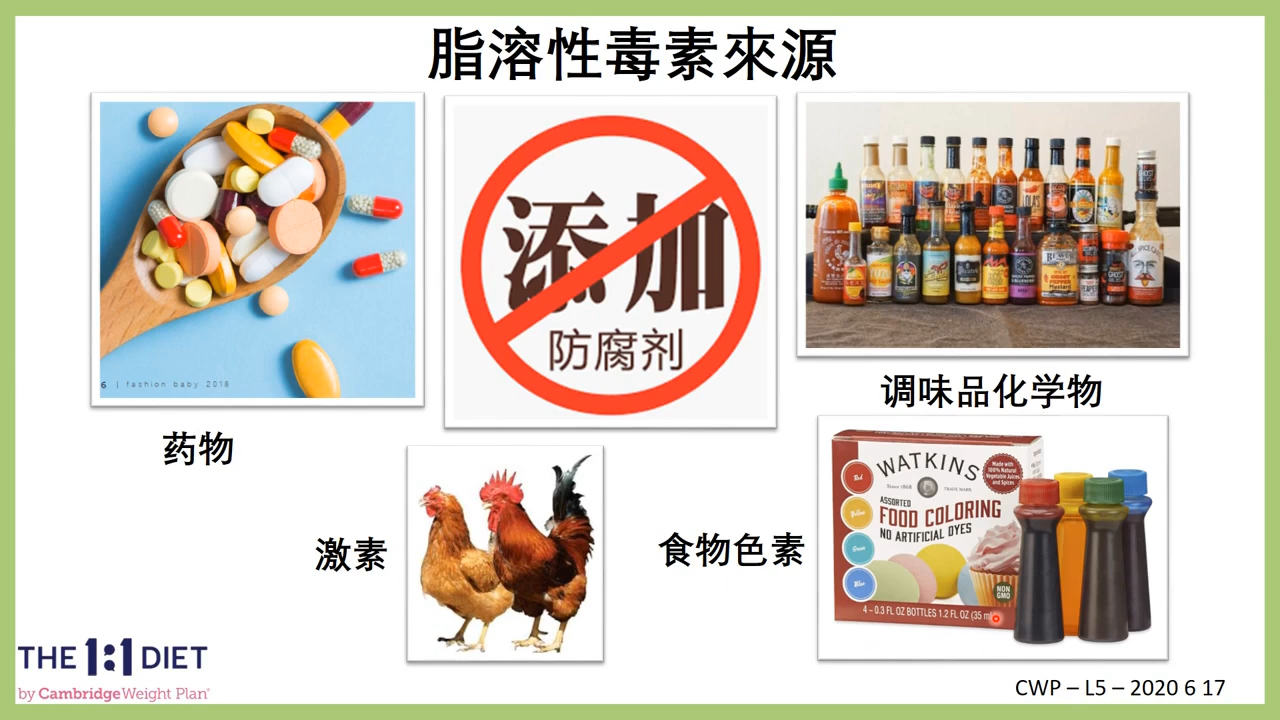 脂溶性毒素來源
6 | fashion baby 2018
药物
添加
防腐剂
调味品化学物
激素
食物色素
WATKINS
Since 1868
TRADE MARK
Made with
100% Natural
Vegetable Juices
and Spices
ASSORTED
FOOD COLORING
NO ARTIFICIAL DYES
Red
Yellow
Green
Blue
NON
GMO
4 – 0.3 FL OZ BOTTLES 1.2 FL OZ (35 ml)
THE 1:1 DIET
by Cambridge Weight Plan
CWP – L5 – 2020 6 17